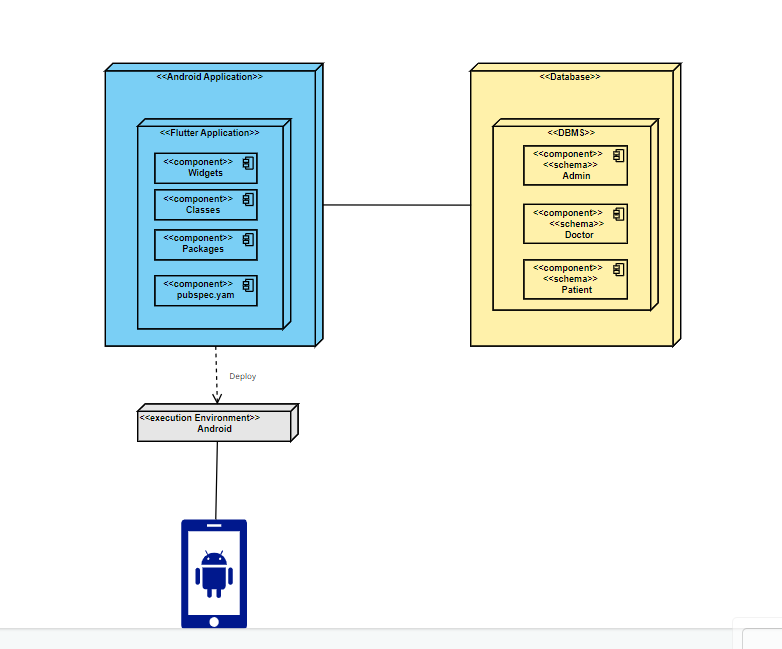 <<Android Application>>
<<Flutter Application>>
<<component>>
Widgets
<<component>>
Classes
<<component>>
Packages
<<component>>
pubspec.yam
<<Database>>
<<DBMS>>
<<component>>
<<schema>>
Admin
<<component>>
<<schema>>
Doctor
<<component>>
<<schema>>
Patient
Deploy
<<execution Environment>>
Android